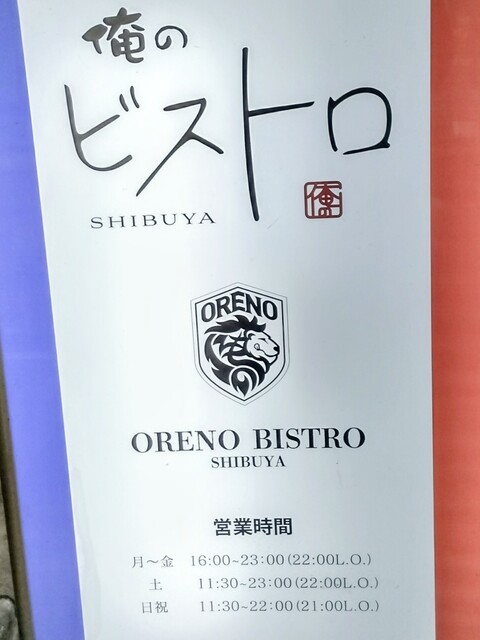 俺の
ビストロ
SHIBUYA
俺
ORENO
ORENO BISTRO
SHIBUYA
営業時間
月～金 16:00~23:00(22:00L.O.)
土 11:30~23:00(22:00L.O.)
日祝 11:30~22:00(21:00L.O.)